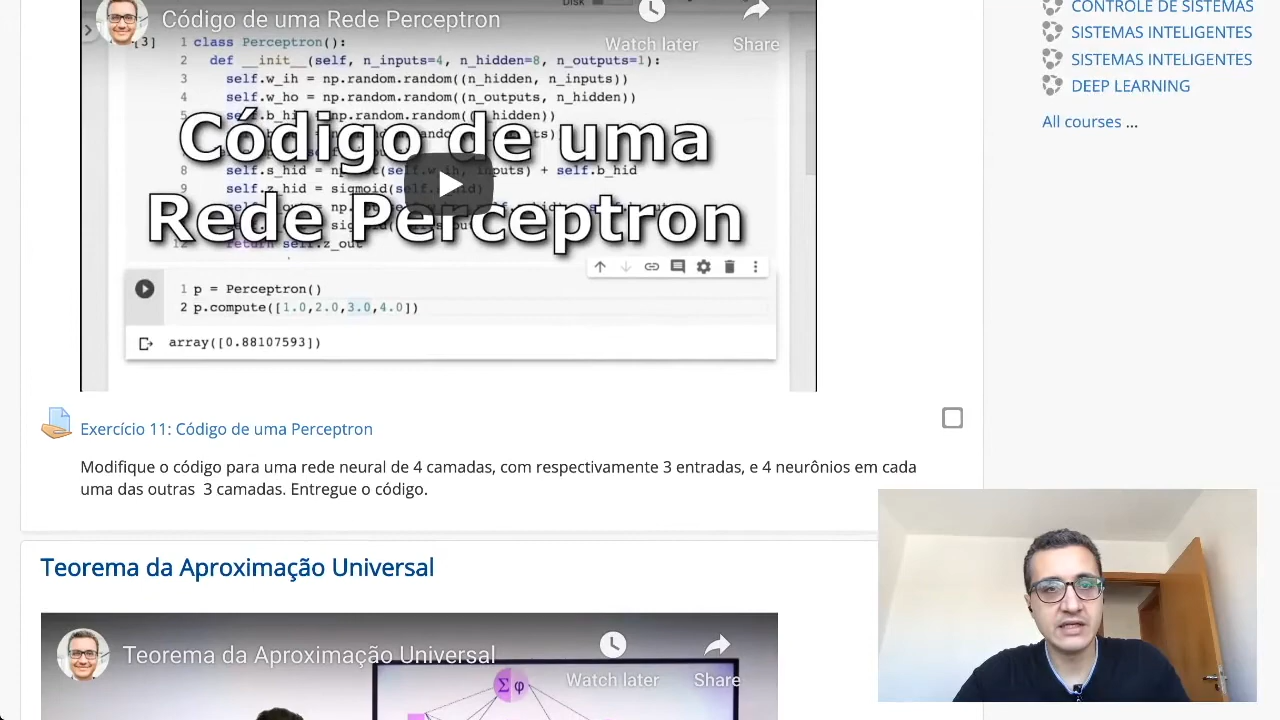 Disk
Código de uma Rede Perceptron
Watch later
Share
[3]
1 class Perceptron():
2 def __init__(self, n_inputs=4, n_hidden=8, n_outputs=1):
3 self.w_ih = np.random.random((n_hidden, n_inputs))
4 self.w_ho = np.random.random((n_outputs, n_hidden))
5
Código de uma
8 self.s_hid = inputs) + self.b_hid
9 self.z_hid = sigmoid(self.
Rede Perceptron
12 return self.z_out
1 p = Perceptron()
2 p.compute([1.0,2.0,3.0,4.0])
array([0.88107593])
Exercício 11: Código de uma Perceptron
Modifique o código para uma rede neural de 4 camadas, com respectivamente 3 entradas, e 4 neurônios em cada
uma das outras 3 camadas. Entregue o código.
Teorema da Aproximação Universal
Teorema da Aproximação Universal
Watch later
Share
Σ φ
CONTROLE DE SISTEMAS
SISTEMAS INTELIGENTES
SISTEMAS INTELIGENTES
DEEP LEARNING
All courses ...